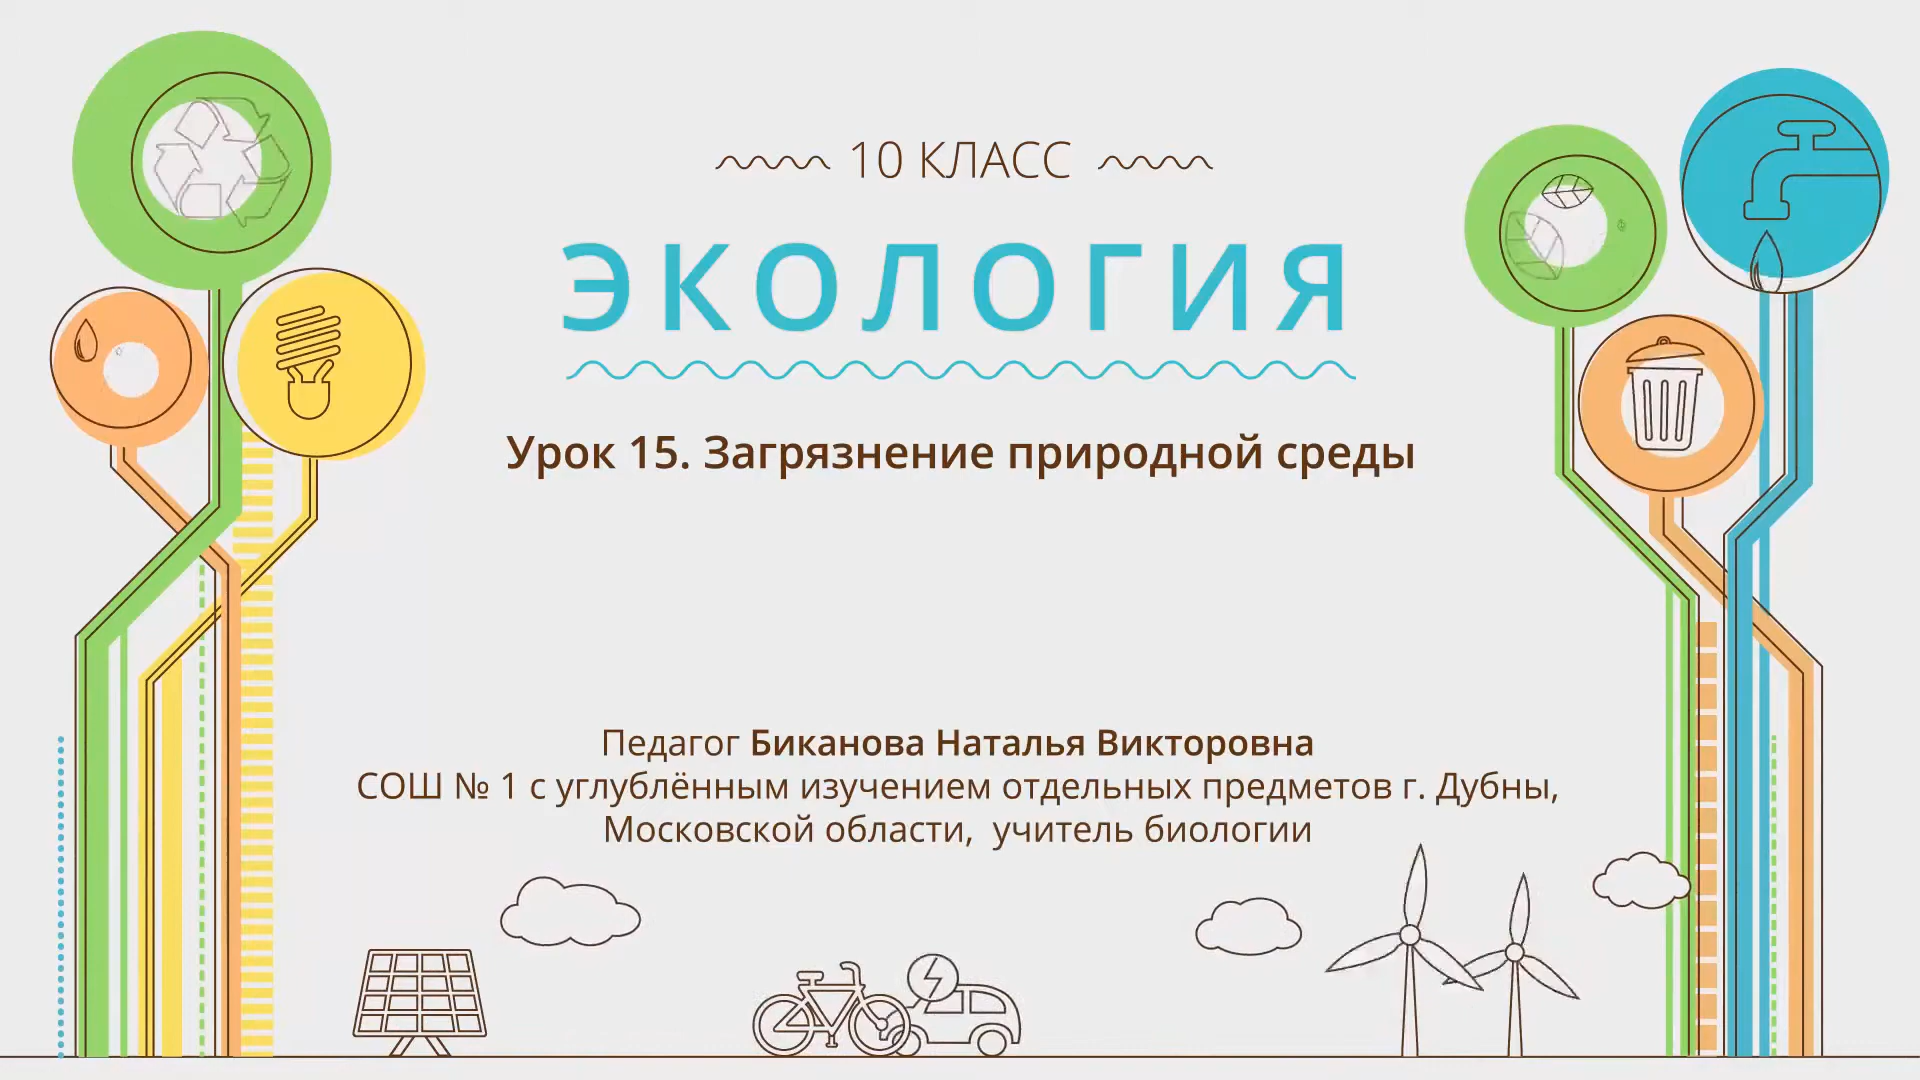 10 КЛАСС
ЭКОЛОГИЯ
Урок 15. Загрязнение природной среды
Педагог Биканова Наталья Викторовна
СОШ № 1 с углублённым изучением отдельных предметов г. Дубны,
Московской области, учитель биологии